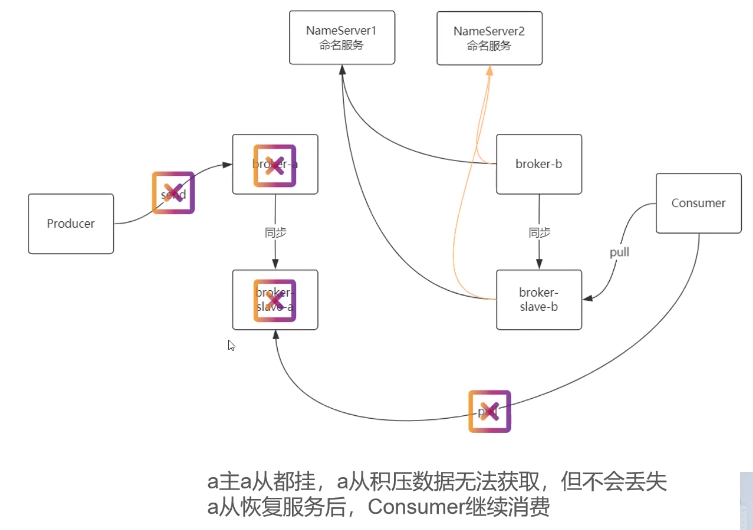 NameServer1
命名服务
NameServer2
命名服务
broker-a
broker-b
send
Producer
Consumer
同步
同步
pull
broker-
slave-a
broker-
slave-b
a主a从都挂，a从积压数据无法获取，但不会丢失
a从恢复服务后，Consumer继续消费